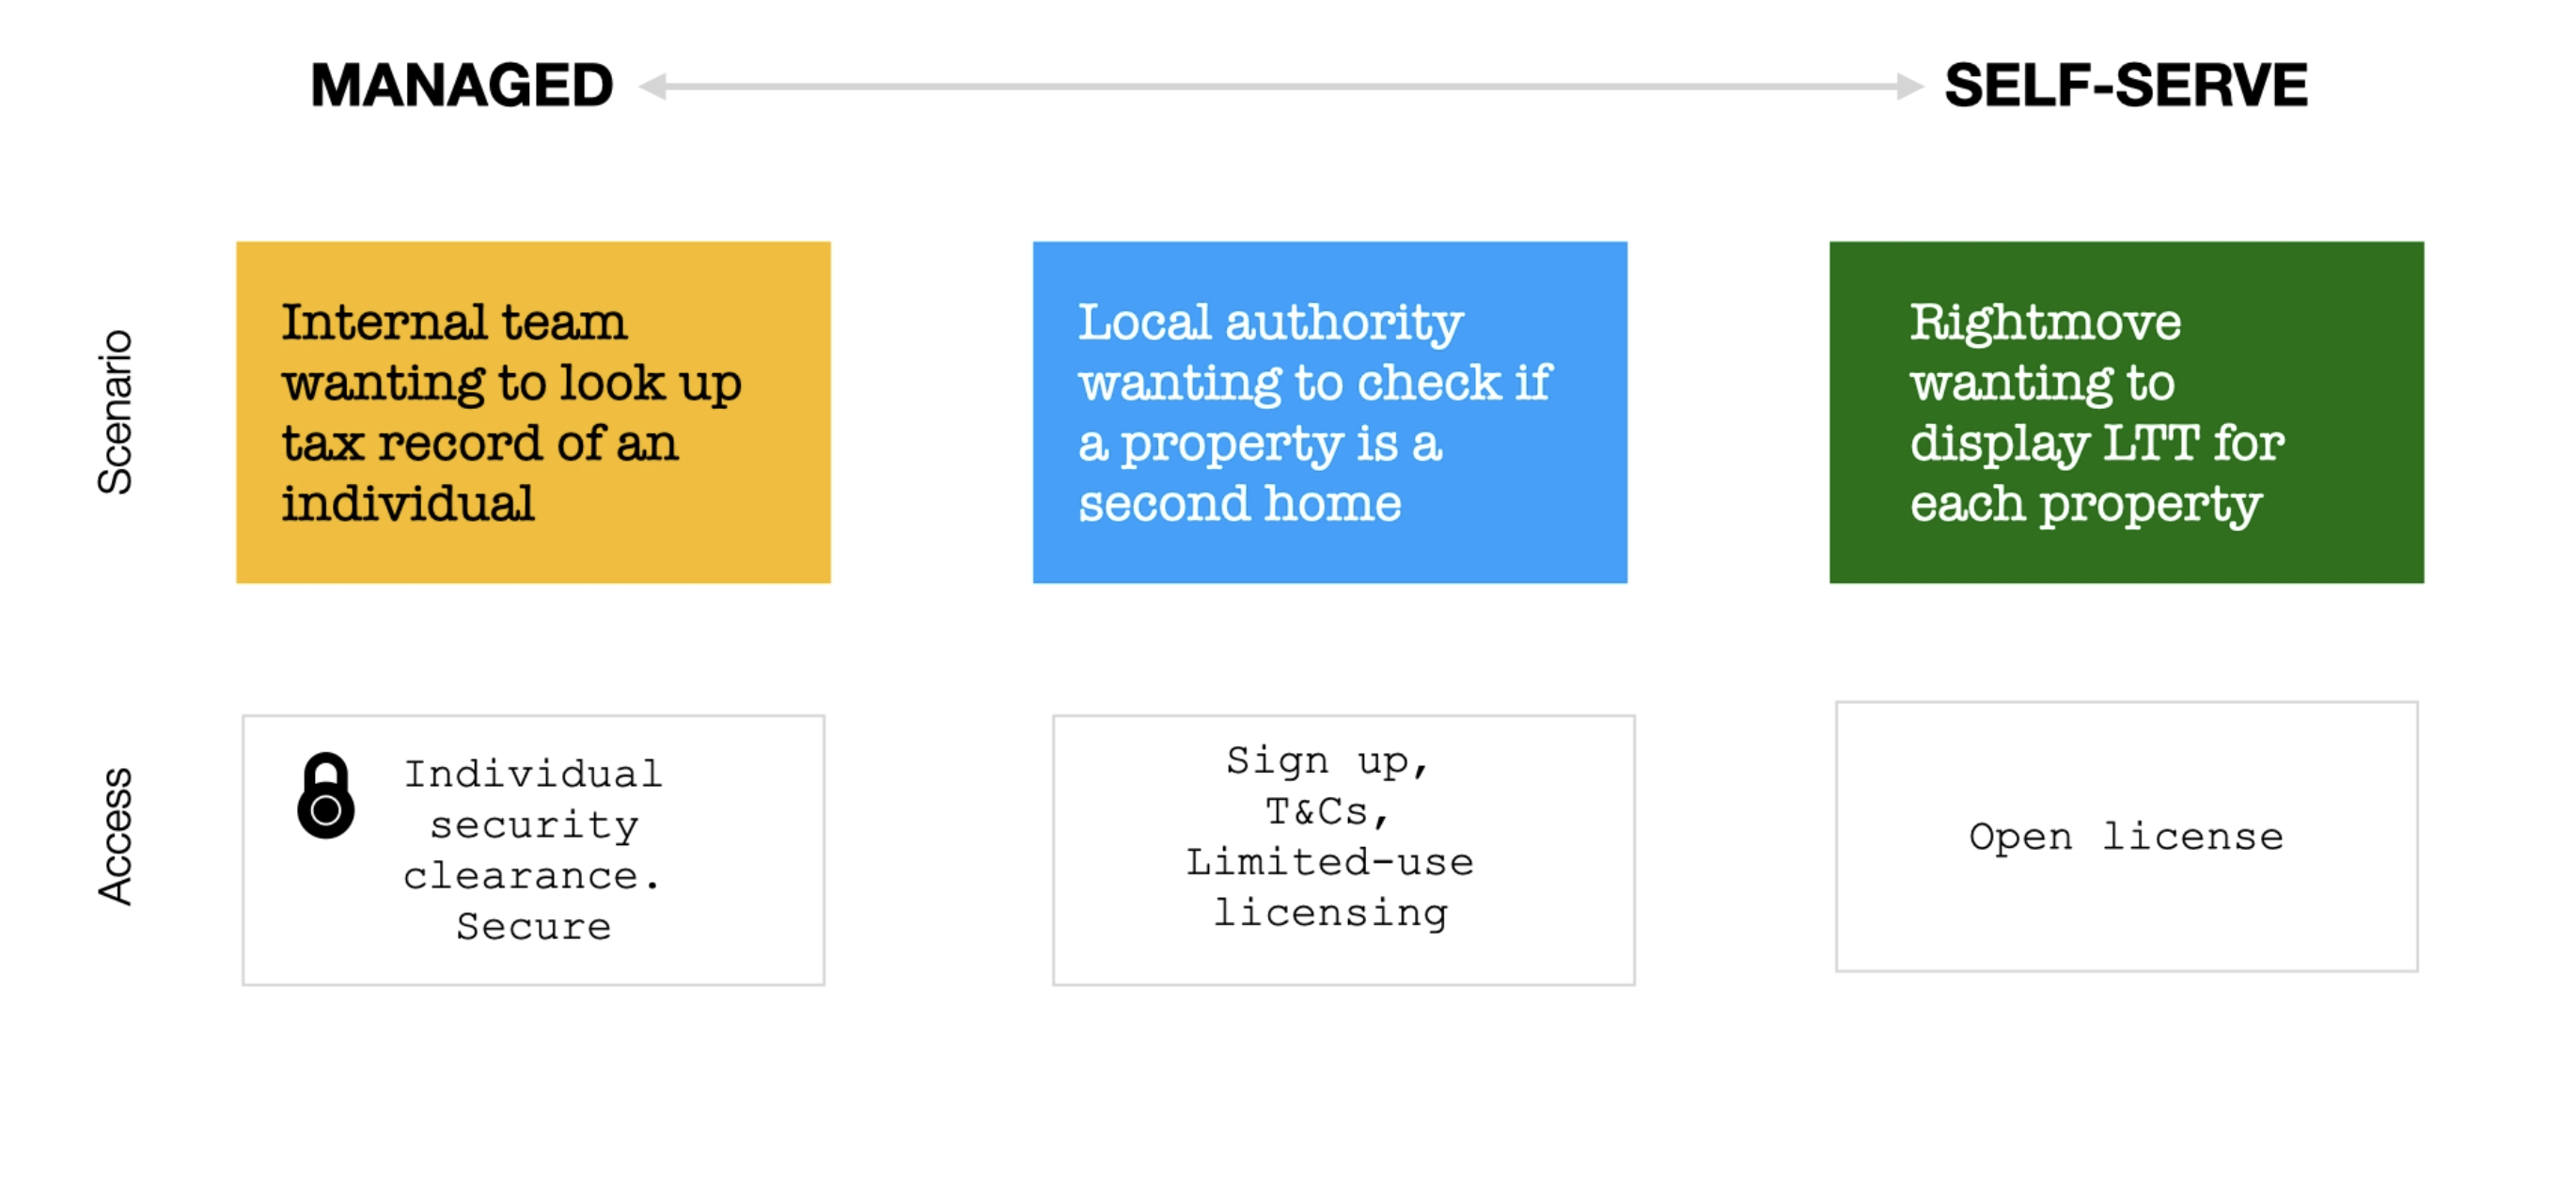 MANAGED
SELF-SERVE
Scenario
Internal team
wanting to look up
tax record of an
individual
Local authority
wanting to check if
a property is a
second home
Rightmove
wanting to
display LTT for
each property
Access
Individual
security
clearance.
Secure
Sign up,
T&Cs,
Limited-use
licensing
Open license